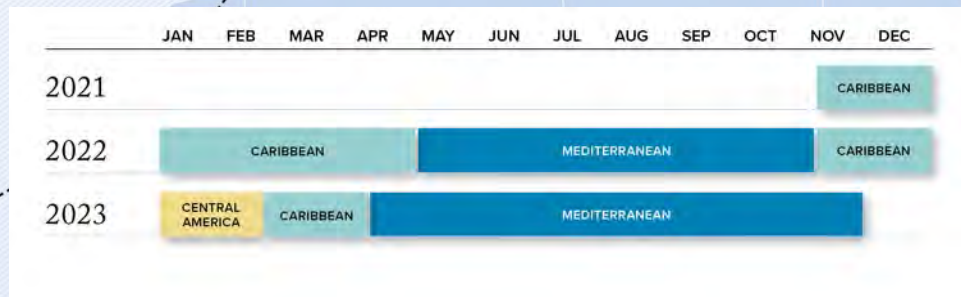 JAN FEB MAR APR MAY JUN JUL AUG SEP OCT NOV DEC
2021
CARIBBEAN
2022
CARIBBEAN
MEDITERRANEAN
CARIBBEAN
2023
CENTRAL
AMERICA
CARIBBEAN
MEDITERRANEAN